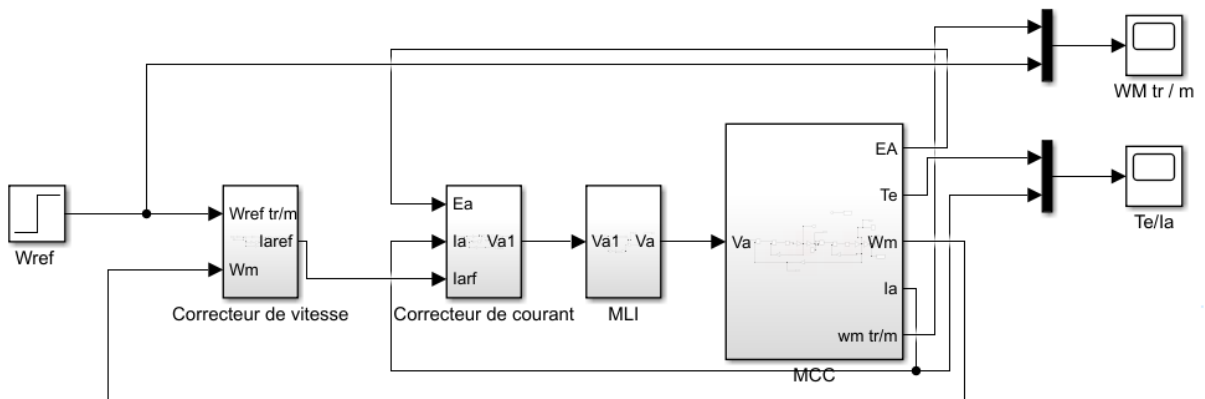 WM tr / m
EA
Te
Te/Ia
Wref
Wref tr/m
Iaref
Wm
Correcteur de vitesse
Ea
Ia
Va1
Iarf
Correcteur de courant
Va1
Va
MLI
Va
Wm
Ia
wm tr/m
MCC